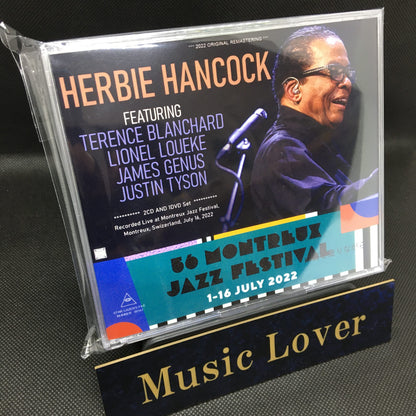 *** 2022 ORIGINAL REMASTERING ***
HERBIE HANCOCK
FEATURING
TERENCE BLANCHARD
LIONEL LOUEKE
JAMES GENUS
JUSTIN TYSON
********** 2CD AND 1DVD Set **********
Recorded Live at Montreux Jazz Festival,
Montreux, Swizerland, July 16, 2022
56 MONTREUX
JAZZ FESTIVAL
1-16 JULY 2022
Music Lover